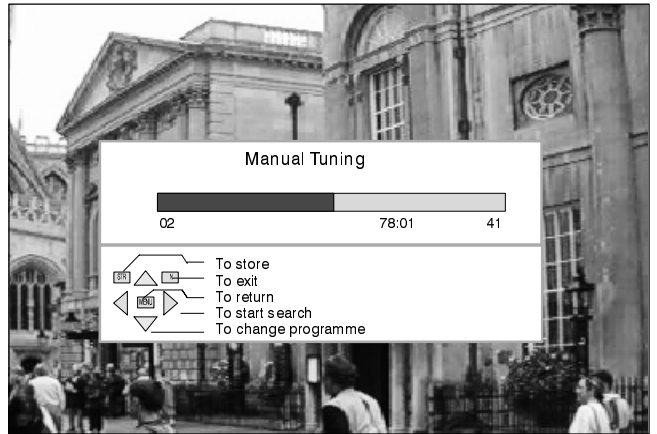 Manual Tuning
02 78:01 41
STR N To store
To exit
MENU To return
To start search
To change programme